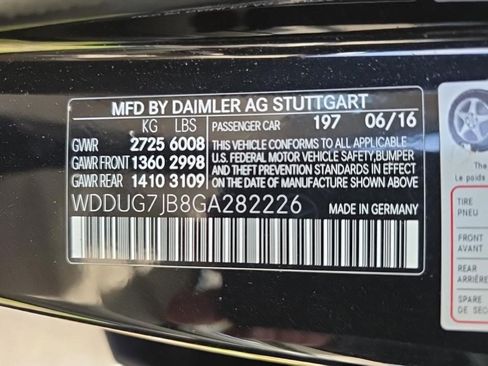 MFD BY DAIMLER AG STUTTGART
KG LBS
GVWR 2725 6008
GAWR FRONT 1360 2998
GAWR REAR 1410 3109
PASSENGER CAR 197 06/16
THIS VEHICLE CONFORMS TO ALL APPLICABLE
U.S. FEDERAL MOTOR VEHICLE SAFETY, BUMPER
AND THEFT PREVENTION STANDARDS IN EFFECT
ON THE DATE OF MANUFACTURE SHOWN ABOVE.
WDDUG7JB8GA282226 MADE IN GERMANY
Le poids
TIRE
PNEU
FRONT
AVANT
REAR
ARRIÈRE
SPARE
DE SEC